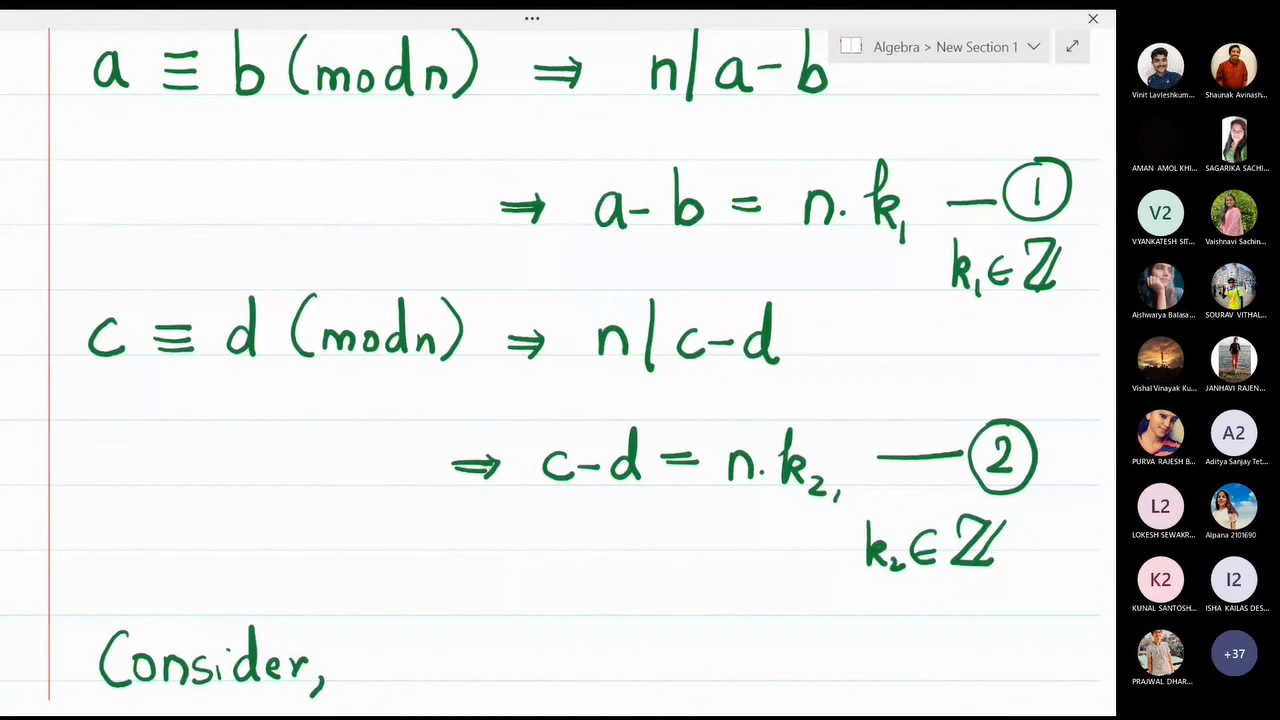 Algebra > New Section 1
a ≡ b (mod n) ⇒ n | a - b
⇒ a - b = n. k₁ — ①
k₁ ∈ ℤ
c ≡ d (mod n) ⇒ n | c - d
⇒ c - d = n. k₂, — ②
k₂ ∈ ℤ
Consider,
Vinit Lavleshkum...
Shaunak Avinash...
AMAN AMOL KHI...
SAGARIKA SACHI...
V2
VYANKATESH SIT...
Vaishnavi Sachin...
Aishwarya Balasa...
SOURAV VITHAL...
Vishal Vinayak Ku...
JANHAVI RAJEN...
A2
PURVA RAJESH B...
Aditya Sanjay Tet...
L2
LOKESH SEWAKR...
Alpana 2101690
K2
I2
KUNAL SANTOSH...
ISHA KAILAS DES...
+37
PRAJWAL DHAR...